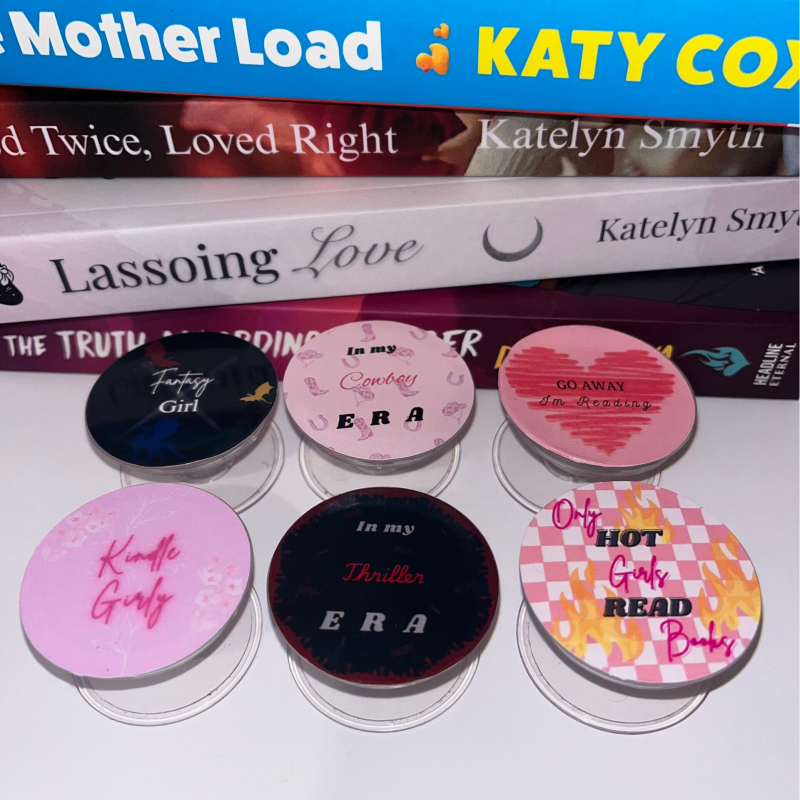 Mother Load KATY COX
Twice, Loved Right Katelyn Smyth
Lassoing Love Katelyn Smy
THE TRUTH
HEADLINE
ETERNAL
Fantasy
Girl
In my
Cowboy
ERA
GO AWAY
Im Reading
Kindle
Girly
In my
Thriller
ERA
Only
HOT
Girls
READ
Books